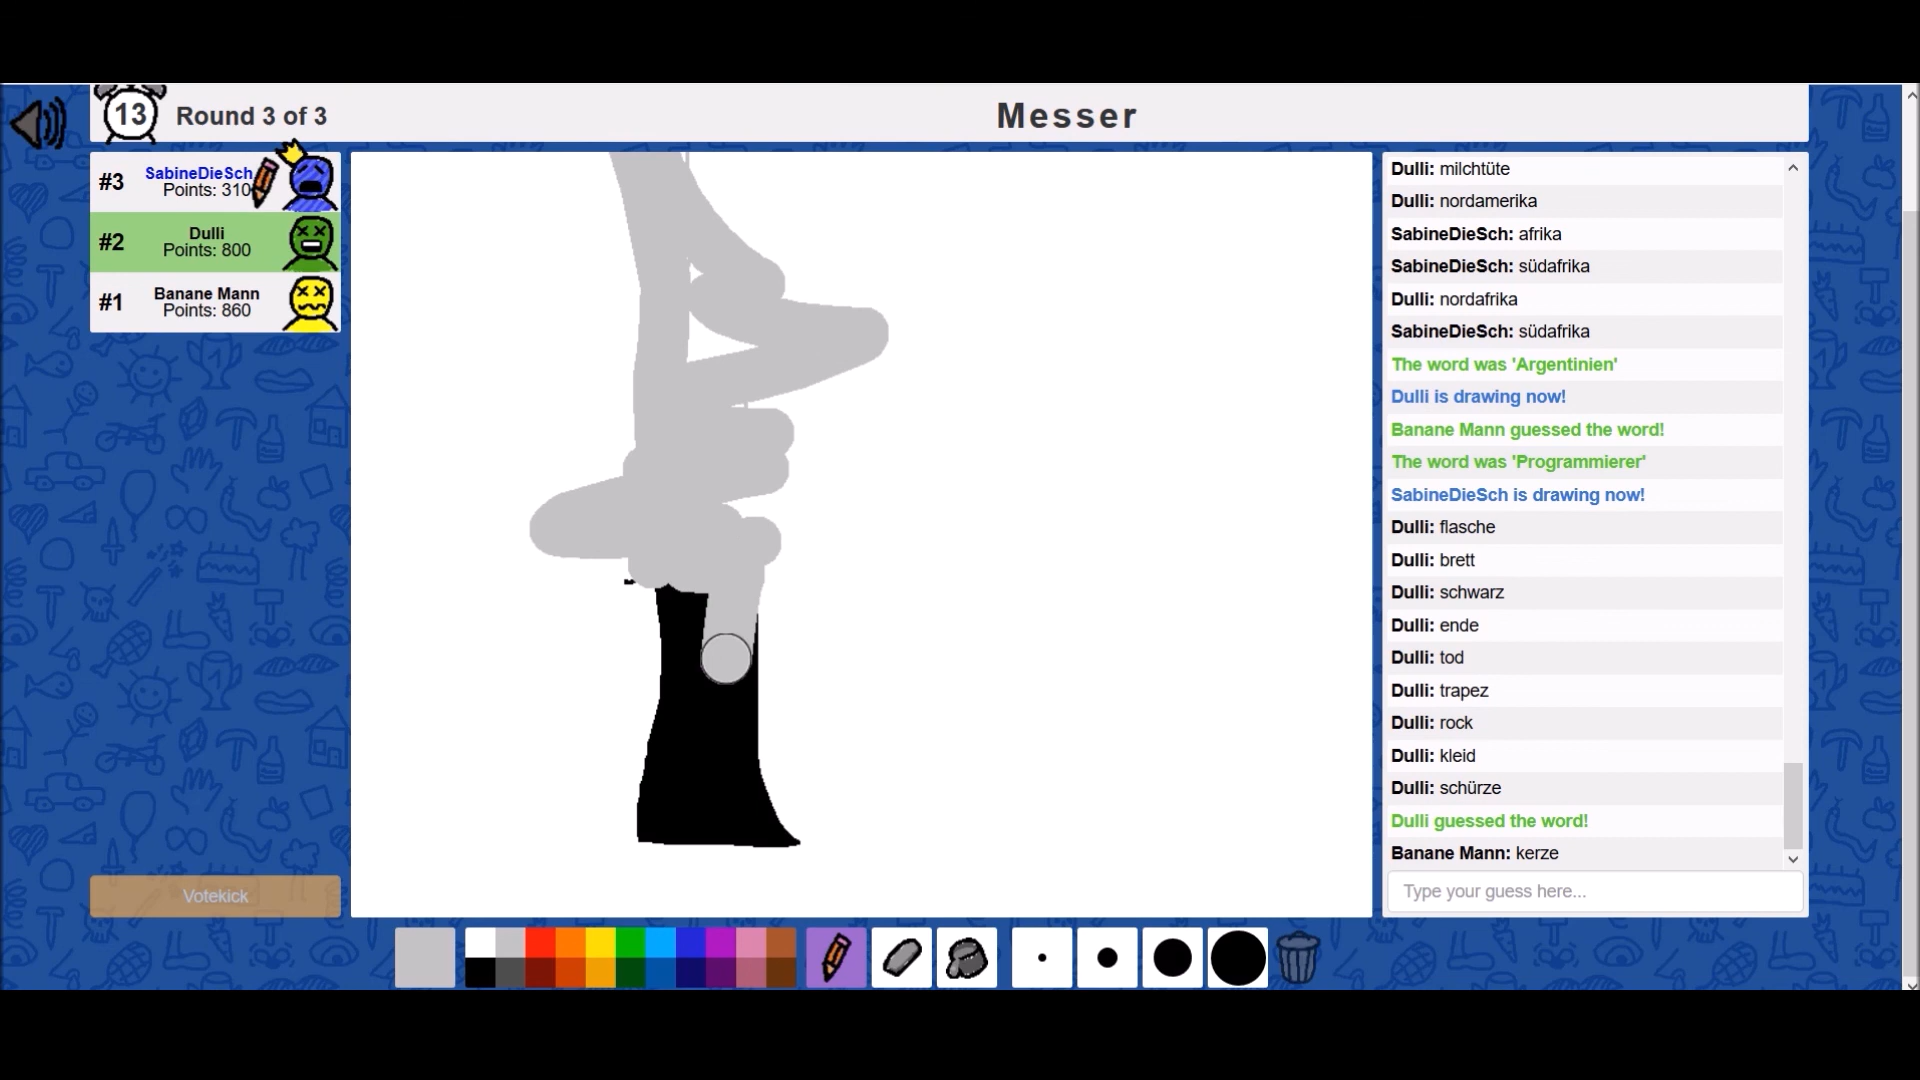 13
Round 3 of 3
Messer
#3
SabineDieSch
Points: 310
#2
Dulli
Points: 800
#1
Banane Mann
Points: 860
Votekick
Dulli: milchtüte
Dulli: nordamerika
SabineDieSch: afrika
SabineDieSch: südafrika
Dulli: nordafrika
SabineDieSch: südafrika
The word was 'Argentinien'
Dulli is drawing now!
Banane Mann guessed the word!
The word was 'Programmierer'
SabineDieSch is drawing now!
Dulli: flasche
Dulli: brett
Dulli: schwarz
Dulli: ende
Dulli: tod
Dulli: trapez
Dulli: rock
Dulli: kleid
Dulli: schürze
Dulli guessed the word!
Banane Mann: kerze
Type your guess here...